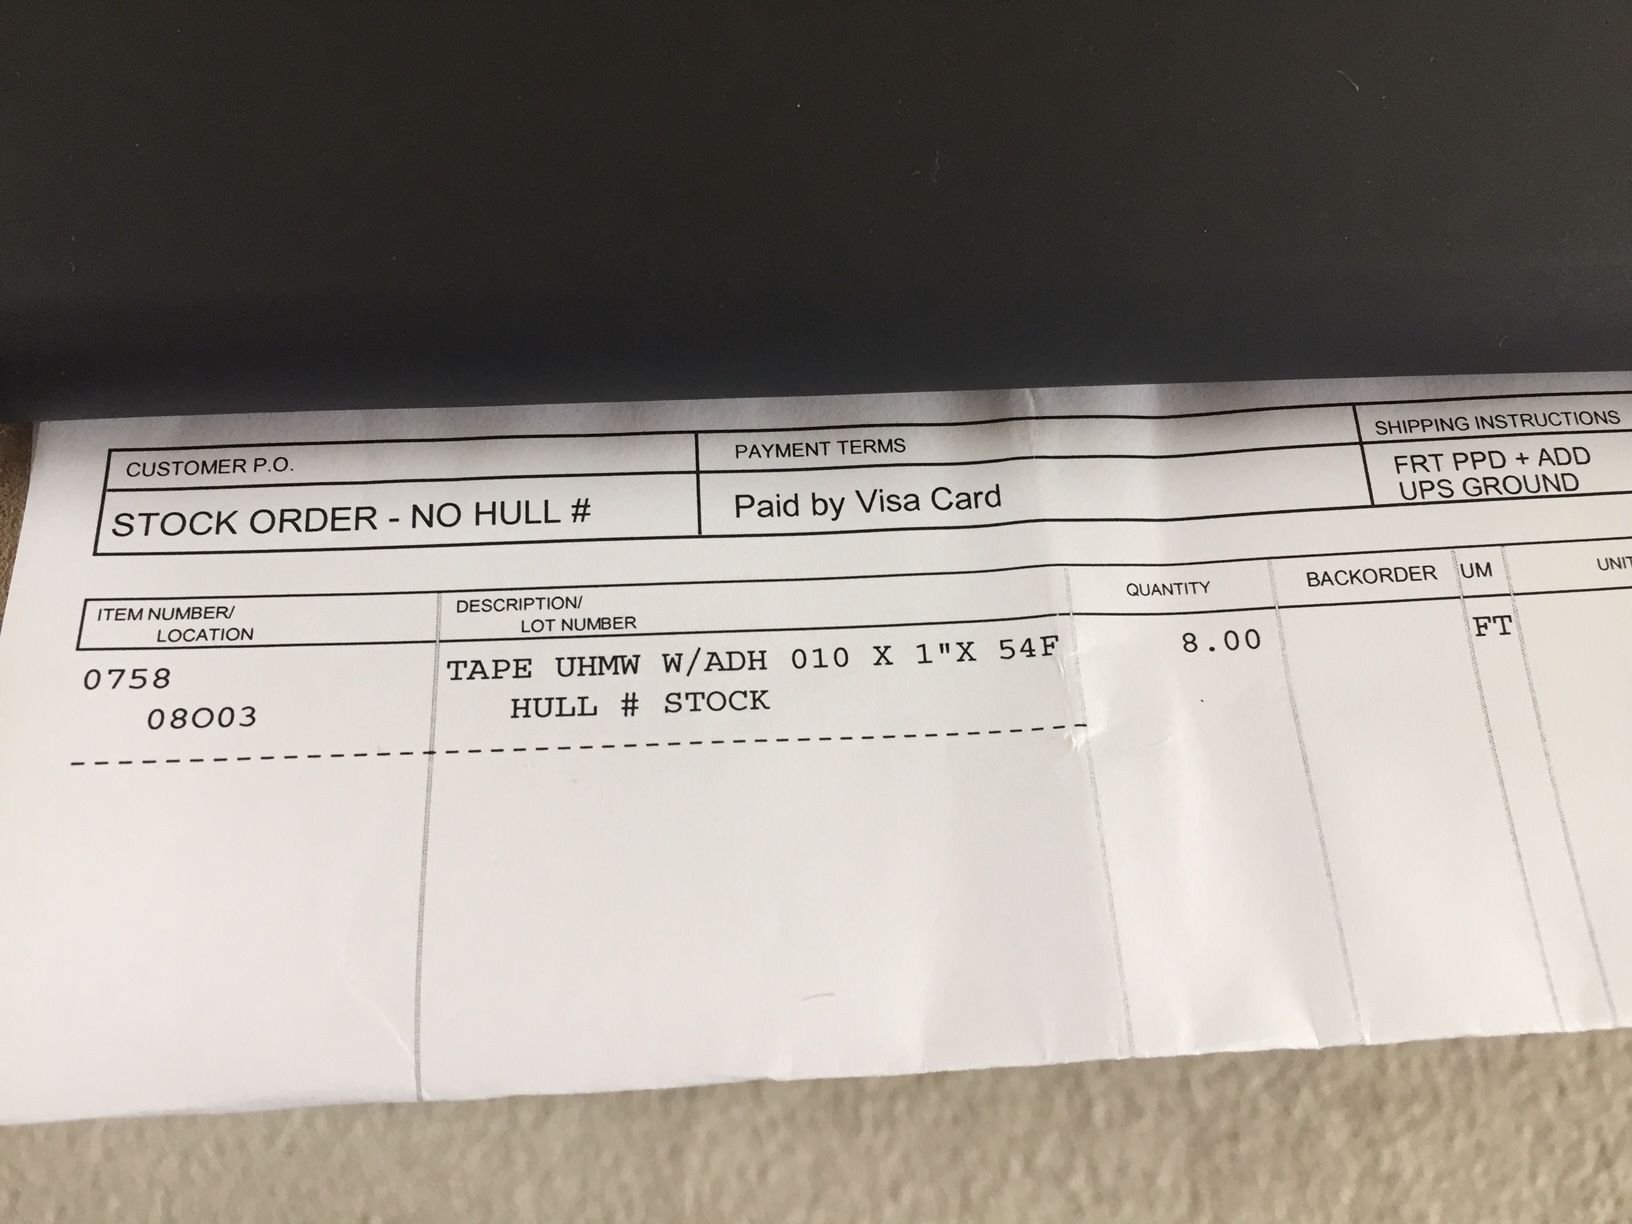 CUSTOMER P.O.
PAYMENT TERMS
SHIPPING INSTRUCTIONS
STOCK ORDER - NO HULL #
Paid by Visa Card
FRT PPD + ADD
UPS GROUND
ITEM NUMBER/
LOCATION
DESCRIPTION/
LOT NUMBER
QUANTITY
BACKORDER
UM
UNIT
0758
TAPE UHMW W/ADH 010 X 1"X 54F
8.00
FT
08O03
HULL # STOCK